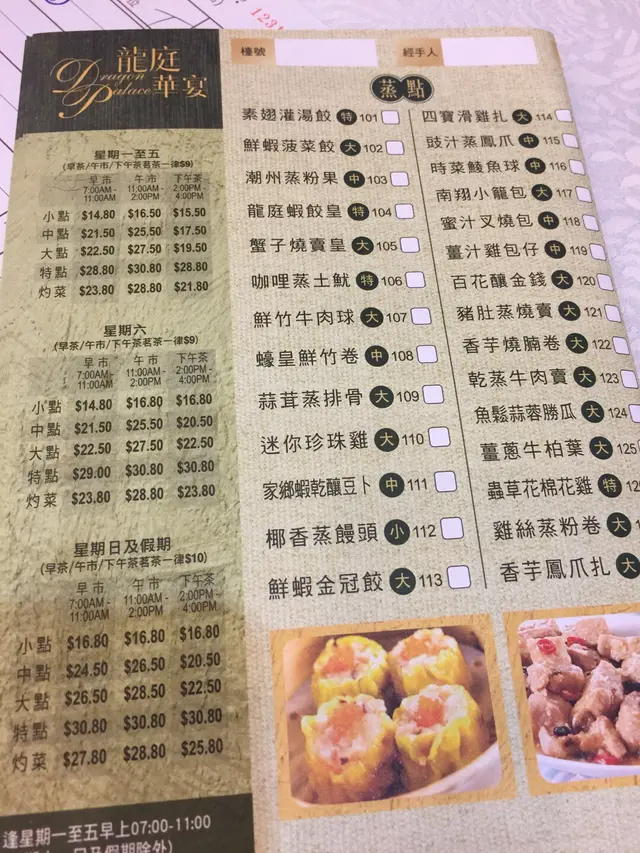 1231
龍庭
華宴
Dragon
Palace
星期一至五
(早茶/午市/下午茶茗茶一律$9)
早市 午市 下午茶
7:00AM-11:00AM 11:00AM-2:00PM 2:00PM-4:00PM
小點 $14.80 $16.50 $15.50
中點 $21.50 $25.50 $17.50
大點 $22.50 $27.50 $19.50
特點 $28.80 $30.80 $28.80
灼菜 $23.80 $28.80 $21.80
星期六
(早茶/午市/下午茶茗茶一律$9)
早市 午市 下午茶
7:00AM-11:00AM 11:00AM-2:00PM 2:00PM-4:00PM
小點 $14.80 $16.80 $16.80
中點 $21.50 $25.50 $20.50
大點 $22.50 $27.50 $22.50
特點 $29.00 $30.80 $30.80
灼菜 $23.80 $28.80 $23.80
星期日及假期
(早茶/午市/下午茶茗茶一律$10)
早市 午市 下午茶
7:00AM-11:00AM 11:00AM-2:00PM 2:00PM-4:00PM
小點 $16.80 $16.80 $16.80
中點 $24.50 $26.50 $20.50
大點 $26.50 $28.50 $22.50
特點 $30.80 $30.80 $30.80
灼菜 $27.80 $28.80 $25.80
逢星期一至五早上07:00-11:00
日及假期除外)
檯號 經手人
蒸點
素翅灌湯餃 特 101
鮮蝦菠菜餃 大 102
潮州蒸粉果 中 103
龍庭蝦餃皇 特 104
蟹子燒賣皇 大 105
咖哩蒸土魷 特 106
鮮竹牛肉球 大 107
蠔皇鮮竹卷 中 108
蒜茸蒸排骨 大 109
迷你珍珠雞 大 110
家鄉蝦乾釀豆卜 中 111
椰香蒸饅頭 小 112
鮮蝦金冠餃 大 113
四寶滑雞扎 大 114
豉汁蒸鳳爪 中 115
時菜鯪魚球 中 116
南翔小籠包 大 117
蜜汁叉燒包 中 118
薑汁雞包仔 中 119
百花釀金錢 大 120
豬肚蒸燒賣 大 121
香芋燒腩卷 大 122
乾蒸牛肉賣 大 123
魚鬆蒜蓉勝瓜 大 124
薑蔥牛柏葉 大 125
蟲草花棉花雞 特 12
雞絲蒸粉卷 大 1
香芋鳳爪扎 大